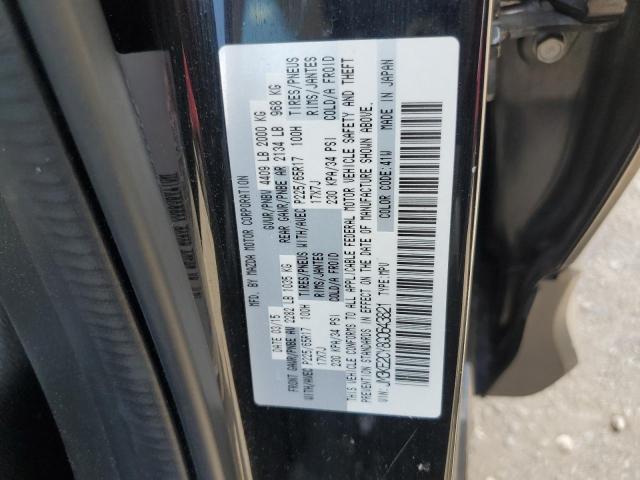 MFD. BY MAZDA MOTOR CORPORATION
DATE 03/15 GVWR/PNBV 4409 LB 2000 KG
FRONT GAWR/PNBE AV 2282 LB 1035 KG REAR GAWR/PNBE AR 2134 LB 968 KG
WITH/AVEC P225/65R17 100H TIRES/PNEUS WITH/AVEC P225/65R17 100H TIRES/PNEUS
17X7J RIMS/JANTES 17X7J RIMS/JANTES
230 KPA/34 PSI COLD/A FROID 230 KPA/34 PSI COLD/A FROID
THIS VEHICLE CONFORMS TO ALL APPLICABLE FEDERAL MOTOR VEHICLE SAFETY AND THEFT
PREVENTION STANDARDS IN EFFECT ON THE DATE OF MANUFACTURE SHOWN ABOVE.
VIN: JM3KE2CY6G0643821 TYPE:MPV COLOR CODE:41W MADE IN JAPAN